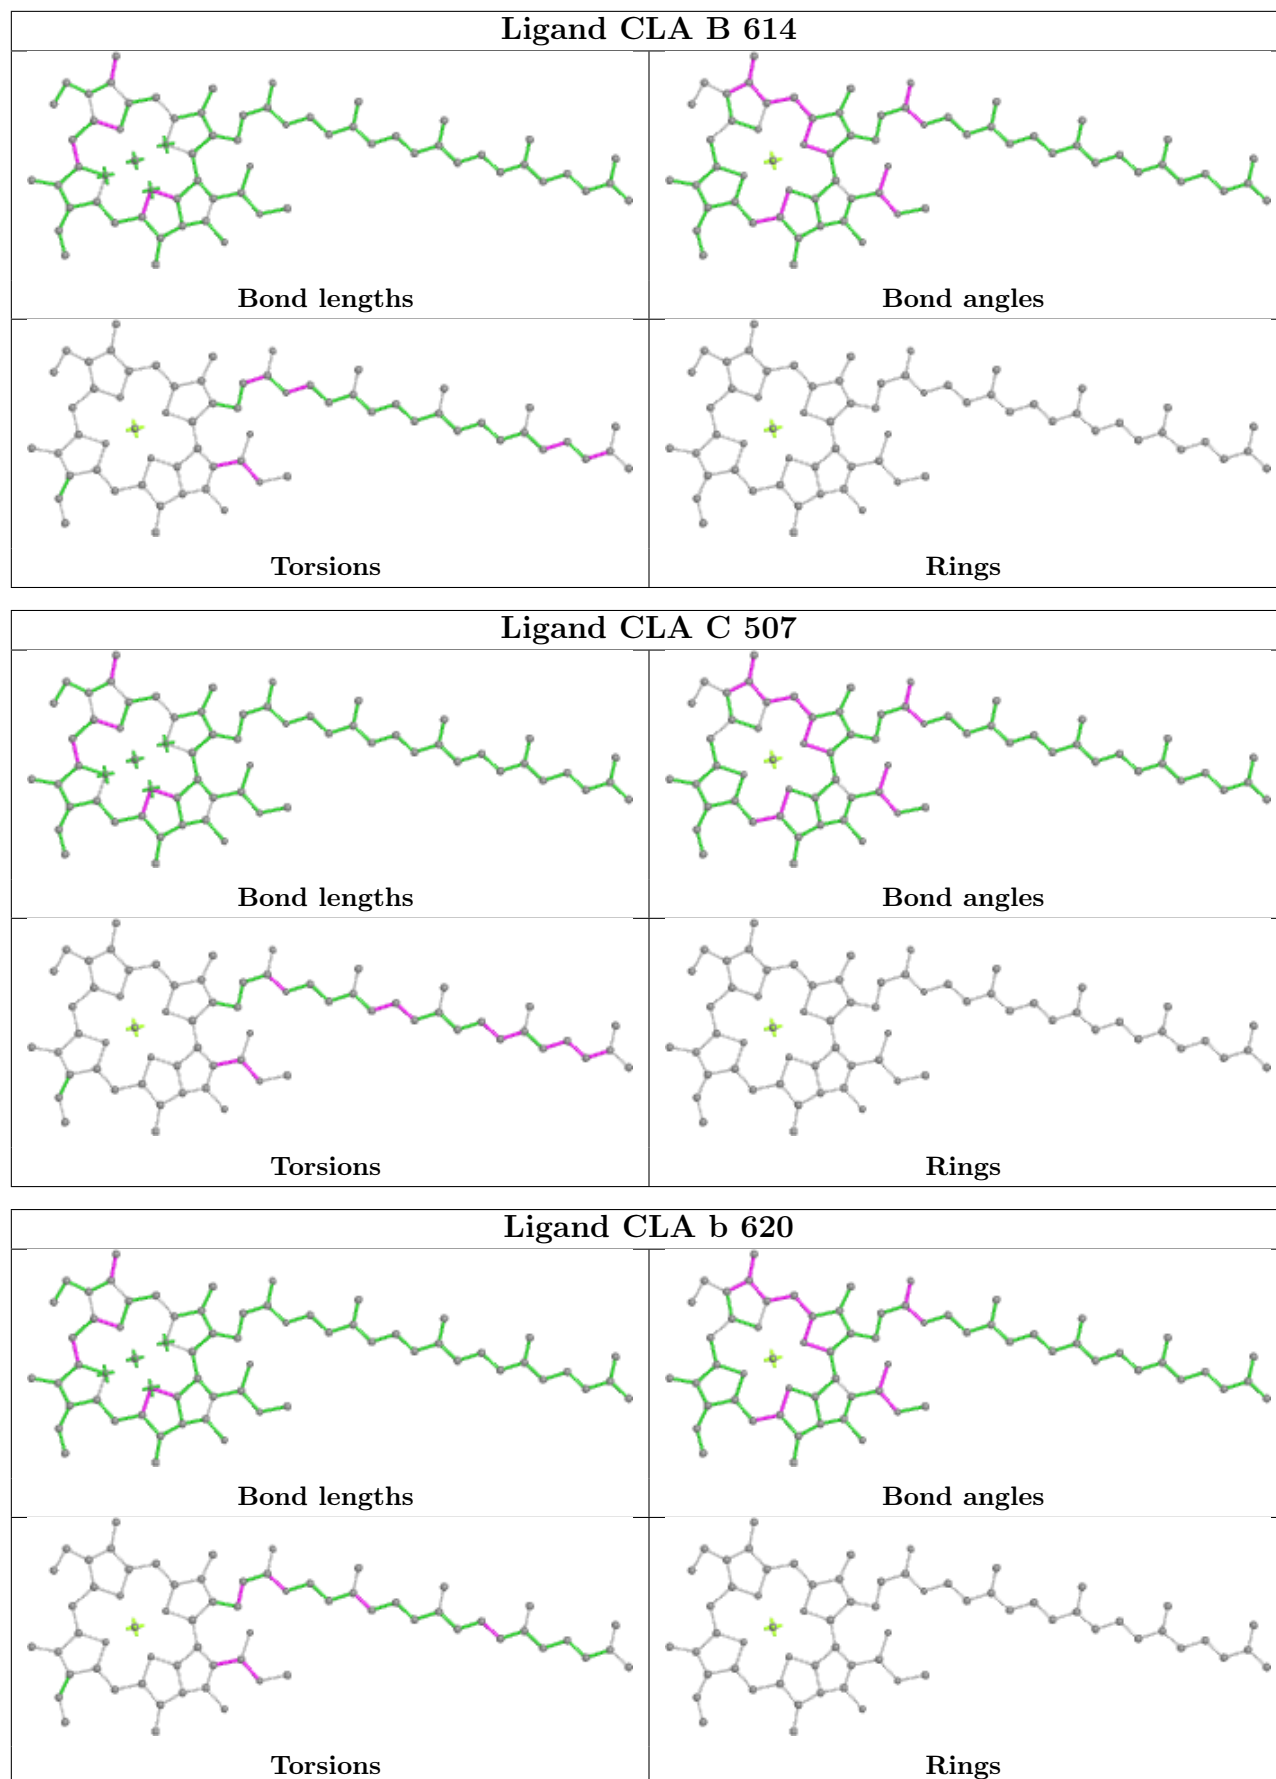 Ligand CLA B 614
Bond lengths
Bond angles
Torsions
Rings
Ligand CLA C 507
Bond lengths
Bond angles
Torsions
Rings
Ligand CLA b 620
Bond lengths
Bond angles
Torsions
Rings